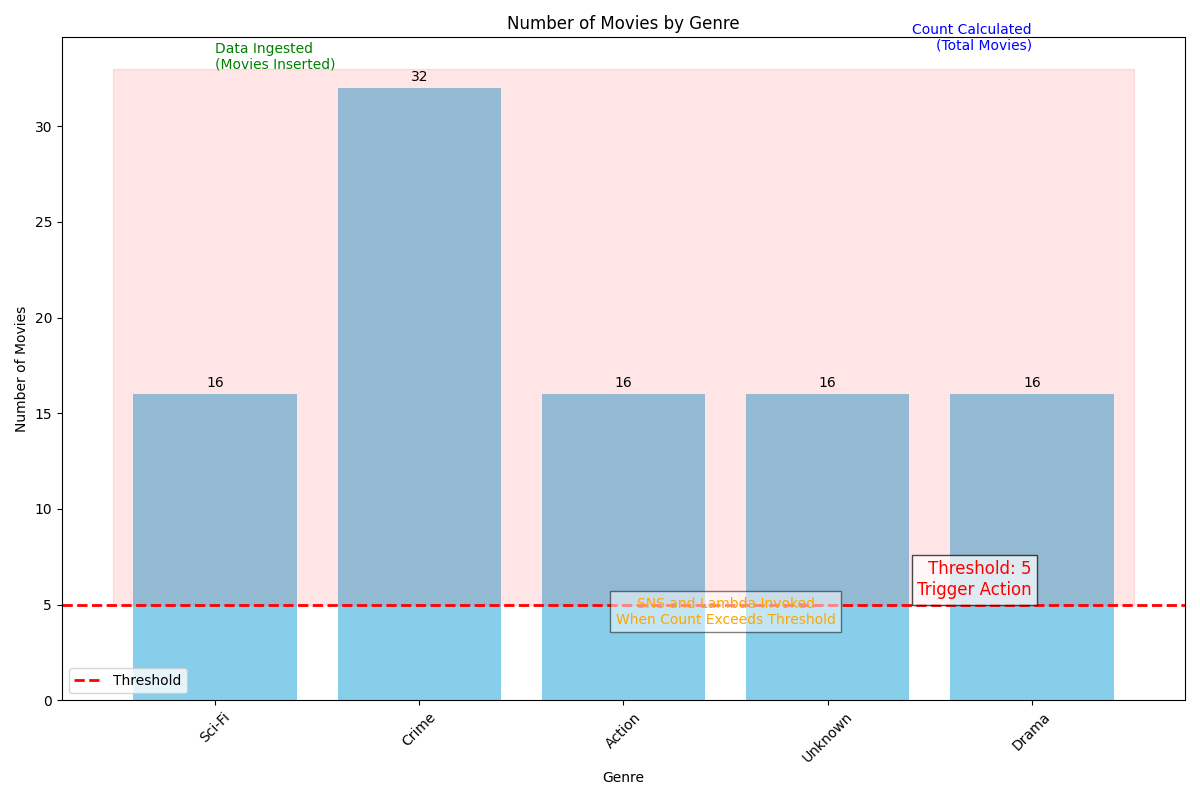 Number of Movies by Genre
Count Calculated
(Total Movies)
Data Ingested
(Movies Inserted)
32
16
16
16
16
30
25
20
15
10
5
0
Number of Movies
Threshold: 5
Trigger Action
SNS and Lambda Invoked
When Count Exceeds Threshold
Threshold
Sci-Fi
Crime
Action
Unknown
Drama
Genre